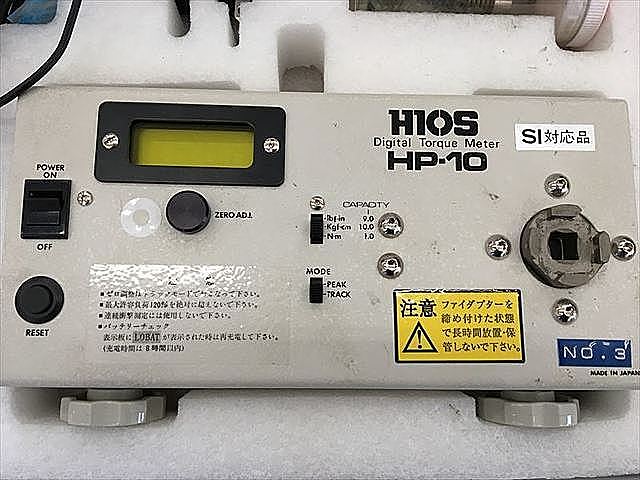 HIOS
Digital Torque Meter
HP-10
SI対応品
POWER
ON
OFF
ZERO ADJ.
RESET
CAPACITY
lbf·in 9.0
Kgf·cm 10.0
N·m 1.0
MODE
PEAK
TRACK
■ゼロ調整はトラックモードでおこなって下さい。
■最大許容負荷120%を絶対に超えないで下さい。
■連続衝撃測定には使用しないで下さい。
■バッテリーチェック
表示板に LOBAT が表示された時は再充電して下さい。
(充電時間は8時間以内)
注意
ファイダプターを
締め付けた状態
で長時間放置・保
管しないで下さい。
NO.3
MADE IN JAPAN